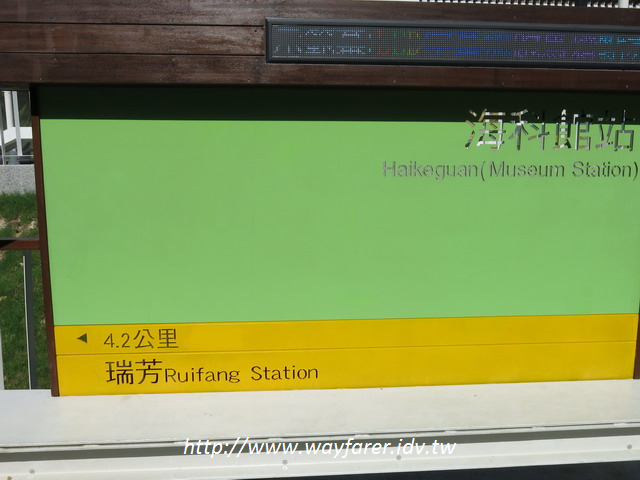 海科館站
Haikeguan(Museum Station)
◄ 4.2公里
瑞芳Ruifang Station
http://www.wayfarer.idv.tw